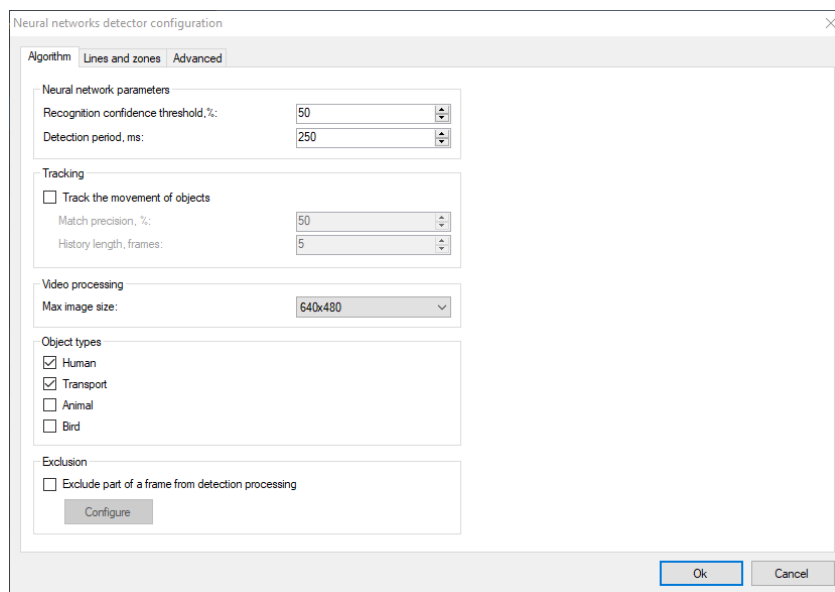 Neural networks detector configuration
Algorithm Lines and zones Advanced
Neural network parameters
Recognition confidence threshold,%: 50
Detection period, ms: 250
Tracking
Track the movement of objects
Match precision, %: 50
History length, frames: 5
Video processing
Max image size: 640x480
Object types
Human
Transport
Animal
Bird
Exclusion
Exclude part of a frame from detection processing
Configure
Ok Cancel